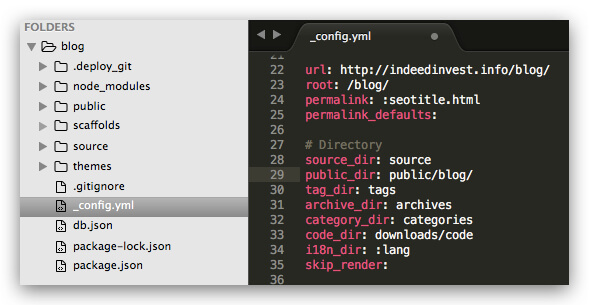 FOLDERS
blog
.deploy_git
node_modules
public
scaffolds
source
themes
.gitignore
_config.yml
db.json
package-lock.json
package.json
_config.yml
21
22 url: http://indeedinvest.info/blog/
23 root: /blog/
24 permalink: :seotitle.html
25 permalink_defaults:
26
27 # Directory
28 source_dir: source
29 public_dir: public/blog/
30 tag_dir: tags
31 archive_dir: archives
32 category_dir: categories
33 code_dir: downloads/code
34 i18n_dir: :lang
35 skip_render:
36